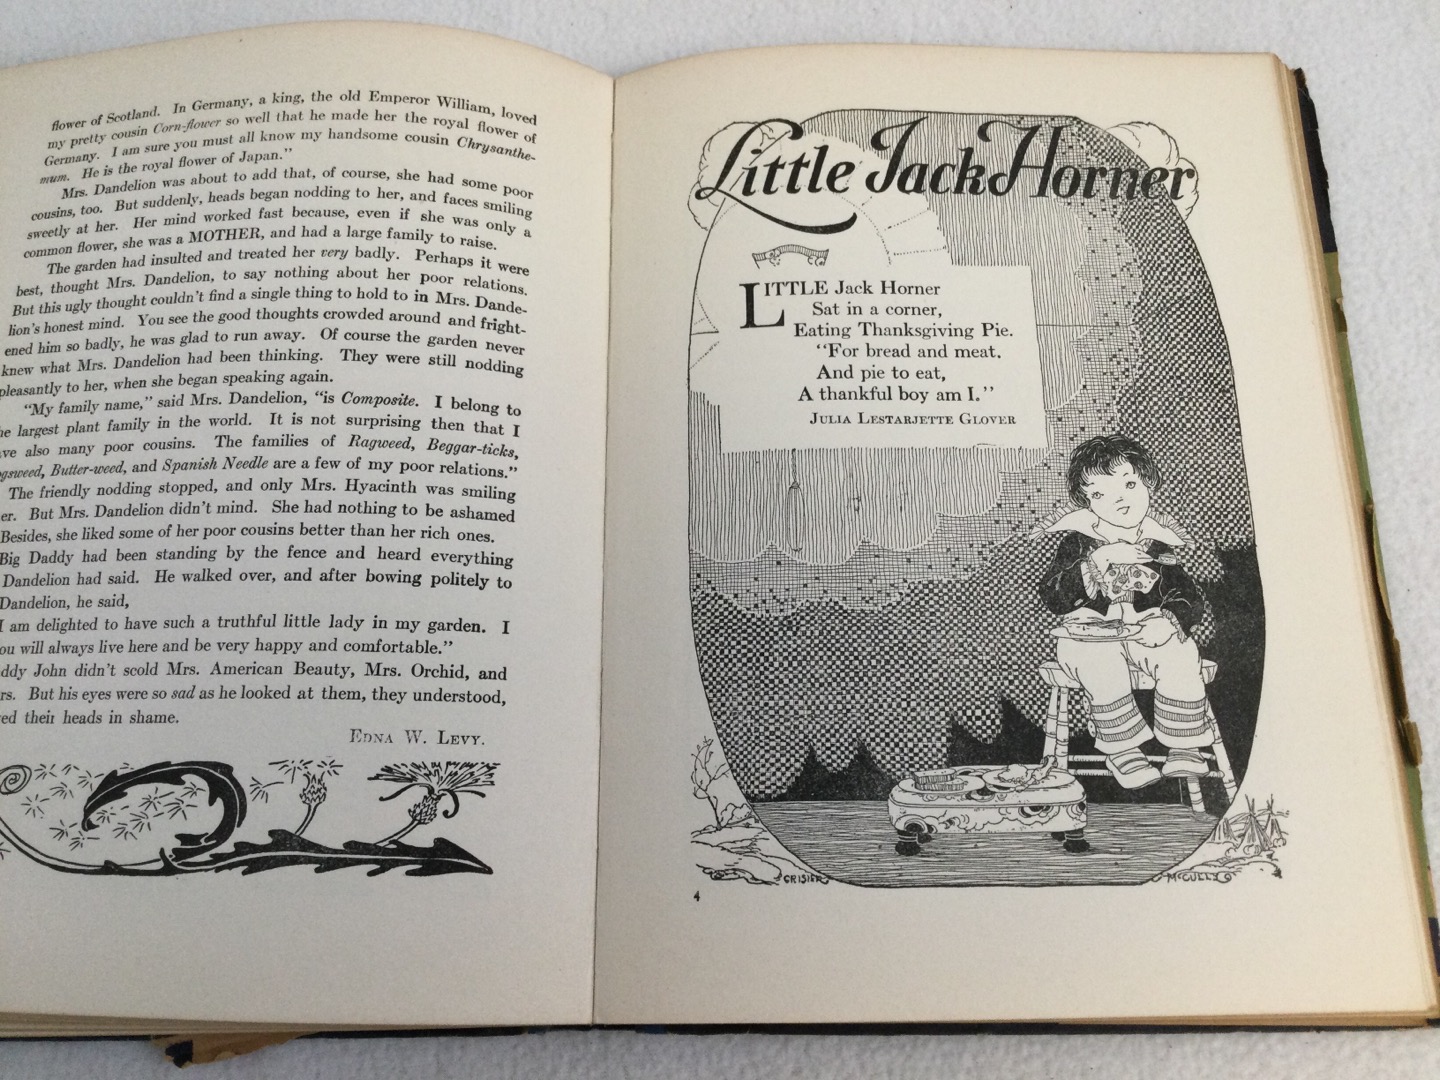 flower of Scotland. In Germany, a king, the old Emperor William, loved
my pretty cousin Corn-flower so well that he made her the royal flower of
Germany. I am sure you must all know my handsome cousin Chrysanthe-
mum. He is the royal flower of Japan."
Mrs. Dandelion was about to add that, of course, she had some poor
cousins, too. But suddenly, heads began nodding to her, and faces smiling
sweetly at her. Her mind worked fast because, even if she was only a
common flower, she was a MOTHER, and had a large family to raise.
The garden had insulted and treated her very badly. Perhaps it were
best, thought Mrs. Dandelion, to say nothing about her poor relations.
But this ugly thought couldn't find a single thing to hold to in Mrs. Dande-
lion's honest mind. You see the good thoughts crowded around and fright-
ened him so badly, he was glad to run away. Of course the garden never
knew what Mrs. Dandelion had been thinking. They were still nodding
pleasantly to her, when she began speaking again.
"My family name," said Mrs. Dandelion, "is Composite. I belong to
he largest plant family in the world. It is not surprising then that I
ve also many poor cousins. The families of Ragweed, Beggar-ticks,
gsweed, Butter-weed, and Spanish Needle are a few of my poor relations."
The friendly nodding stopped, and only Mrs. Hyacinth was smiling
er. But Mrs. Dandelion didn't mind. She had nothing to be ashamed
Besides, she liked some of her poor cousins better than her rich ones.
Big Daddy had been standing by the fence and heard everything
Dandelion had said. He walked over, and after bowing politely to
Dandelion, he said,
I am delighted to have such a truthful little lady in my garden. I
ou will always live here and be very happy and comfortable."
ddy John didn't scold Mrs. American Beauty, Mrs. Orchid, and
rs. But his eyes were so sad as he looked at them, they understood,
ed their heads in shame.
EDNA W. LEVY.
Little Jack Horner
LITTLE Jack Horner
Sat in a corner,
Eating Thanksgiving Pie.
"For bread and meat.
And pie to eat,
A thankful boy am I."
JULIA LESTARJETTE GLOVER
CRISIER
McCULLY
4